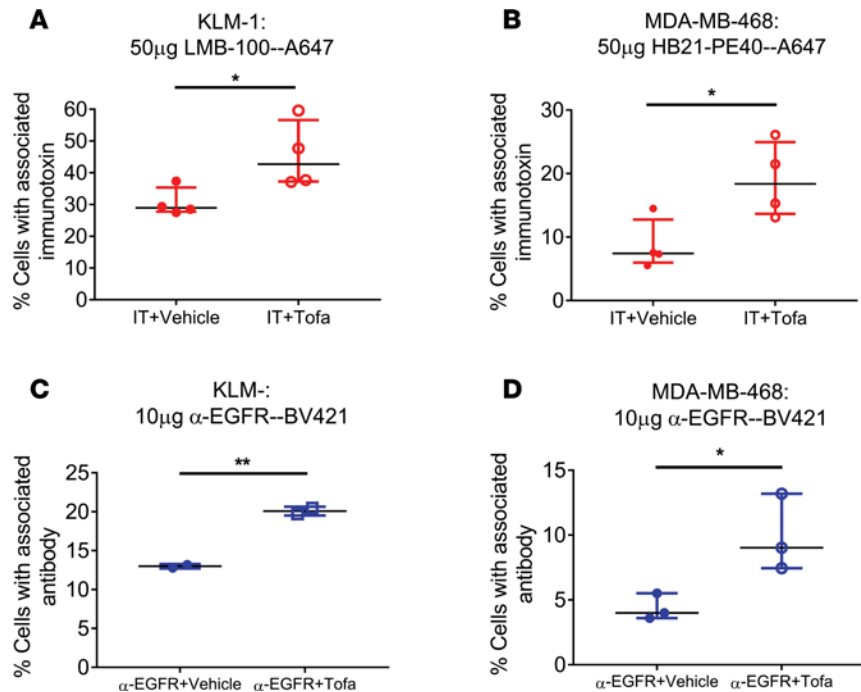 A
KLM-1:
50μg LMB-100--A647
*
% Cells with associated
immunotoxin
60
50
40
30
20
10
0
IT+Vehicle IT+Tofa
B
MDA-MB-468:
50μg HB21-PE40--A647
*
% Cells with associated
immunotoxin
30
20
10
0
IT+Vehicle IT+Tofa
C
KLM-:
10μg α-EGFR--BV421
**
% Cells with associated
antibody
25
20
15
10
5
0
α-EGFR+Vehicle α-EGFR+Tofa
D
MDA-MB-468:
10μg α-EGFR--BV421
*
% Cells with associated
antibody
15
10
5
0
α-EGFR+Vehicle α-EGFR+Tofa